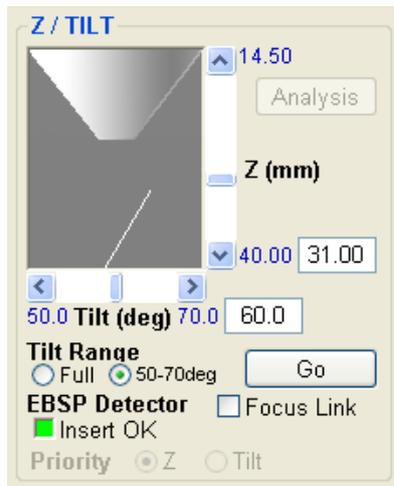 Z / TILT
14.50
Analysis
Z (mm)
40.00 31.00
50.0 Tilt (deg) 70.0 60.0
Tilt Range
Full 50-70deg Go
EBSP Detector Focus Link
Insert OK
Priority Z Tilt